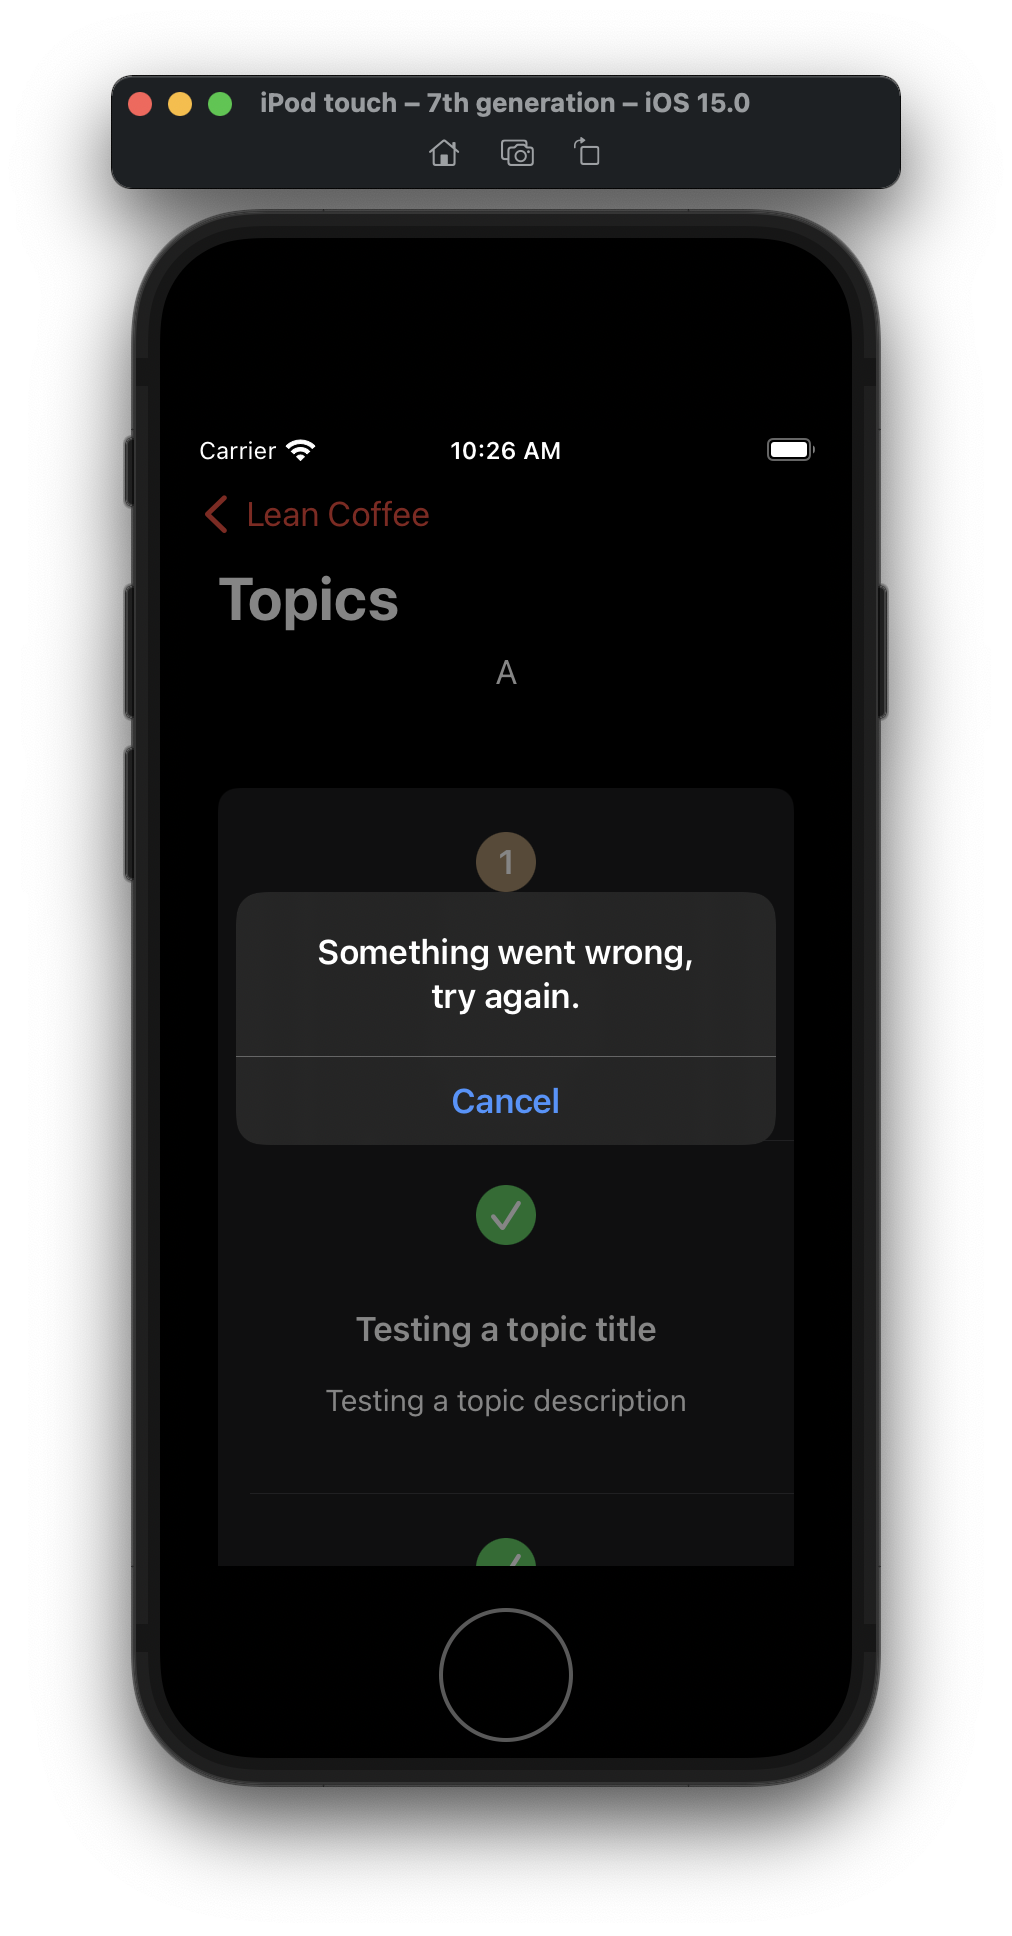 iPod touch – 7th generation – iOS 15.0
Carrier 10:26 AM
Lean Coffee
Topics
A
1
Something went wrong,
try again.
Cancel
Testing a topic title
Testing a topic description